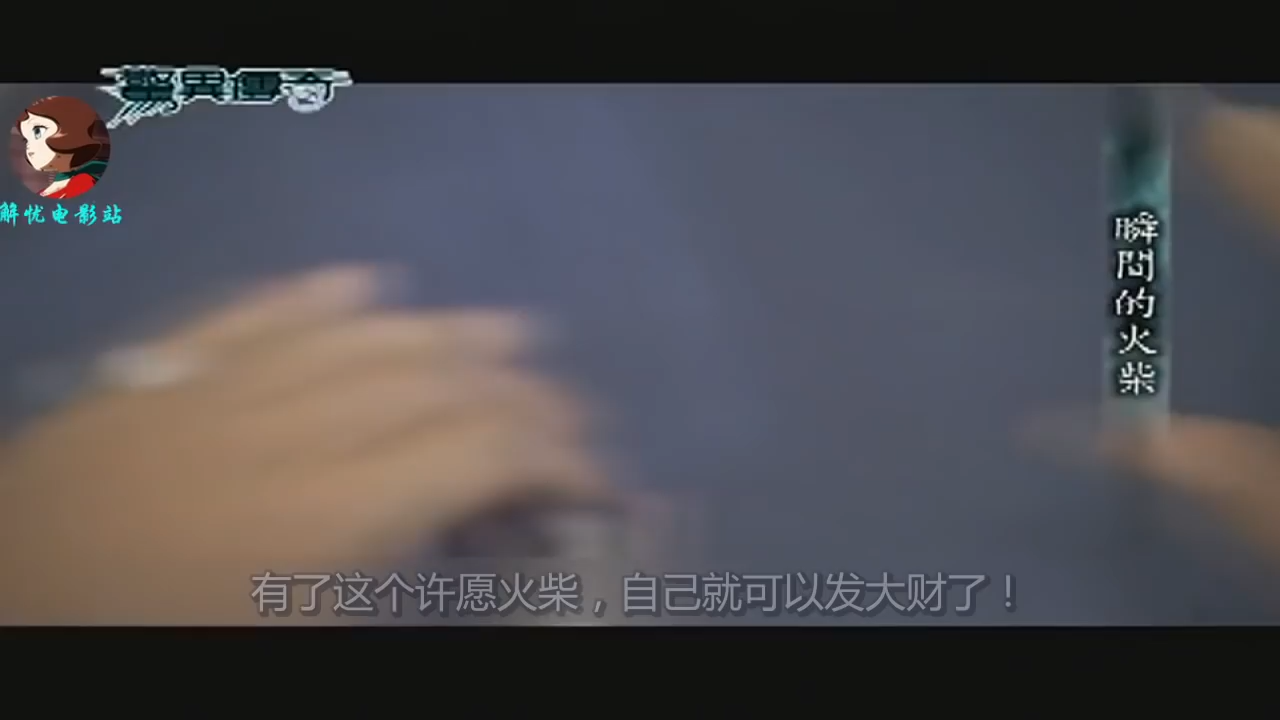 驚異傳奇
解忧电影站
瞬間的火柴
有了这个许愿火柴，自己就可以发大财了！